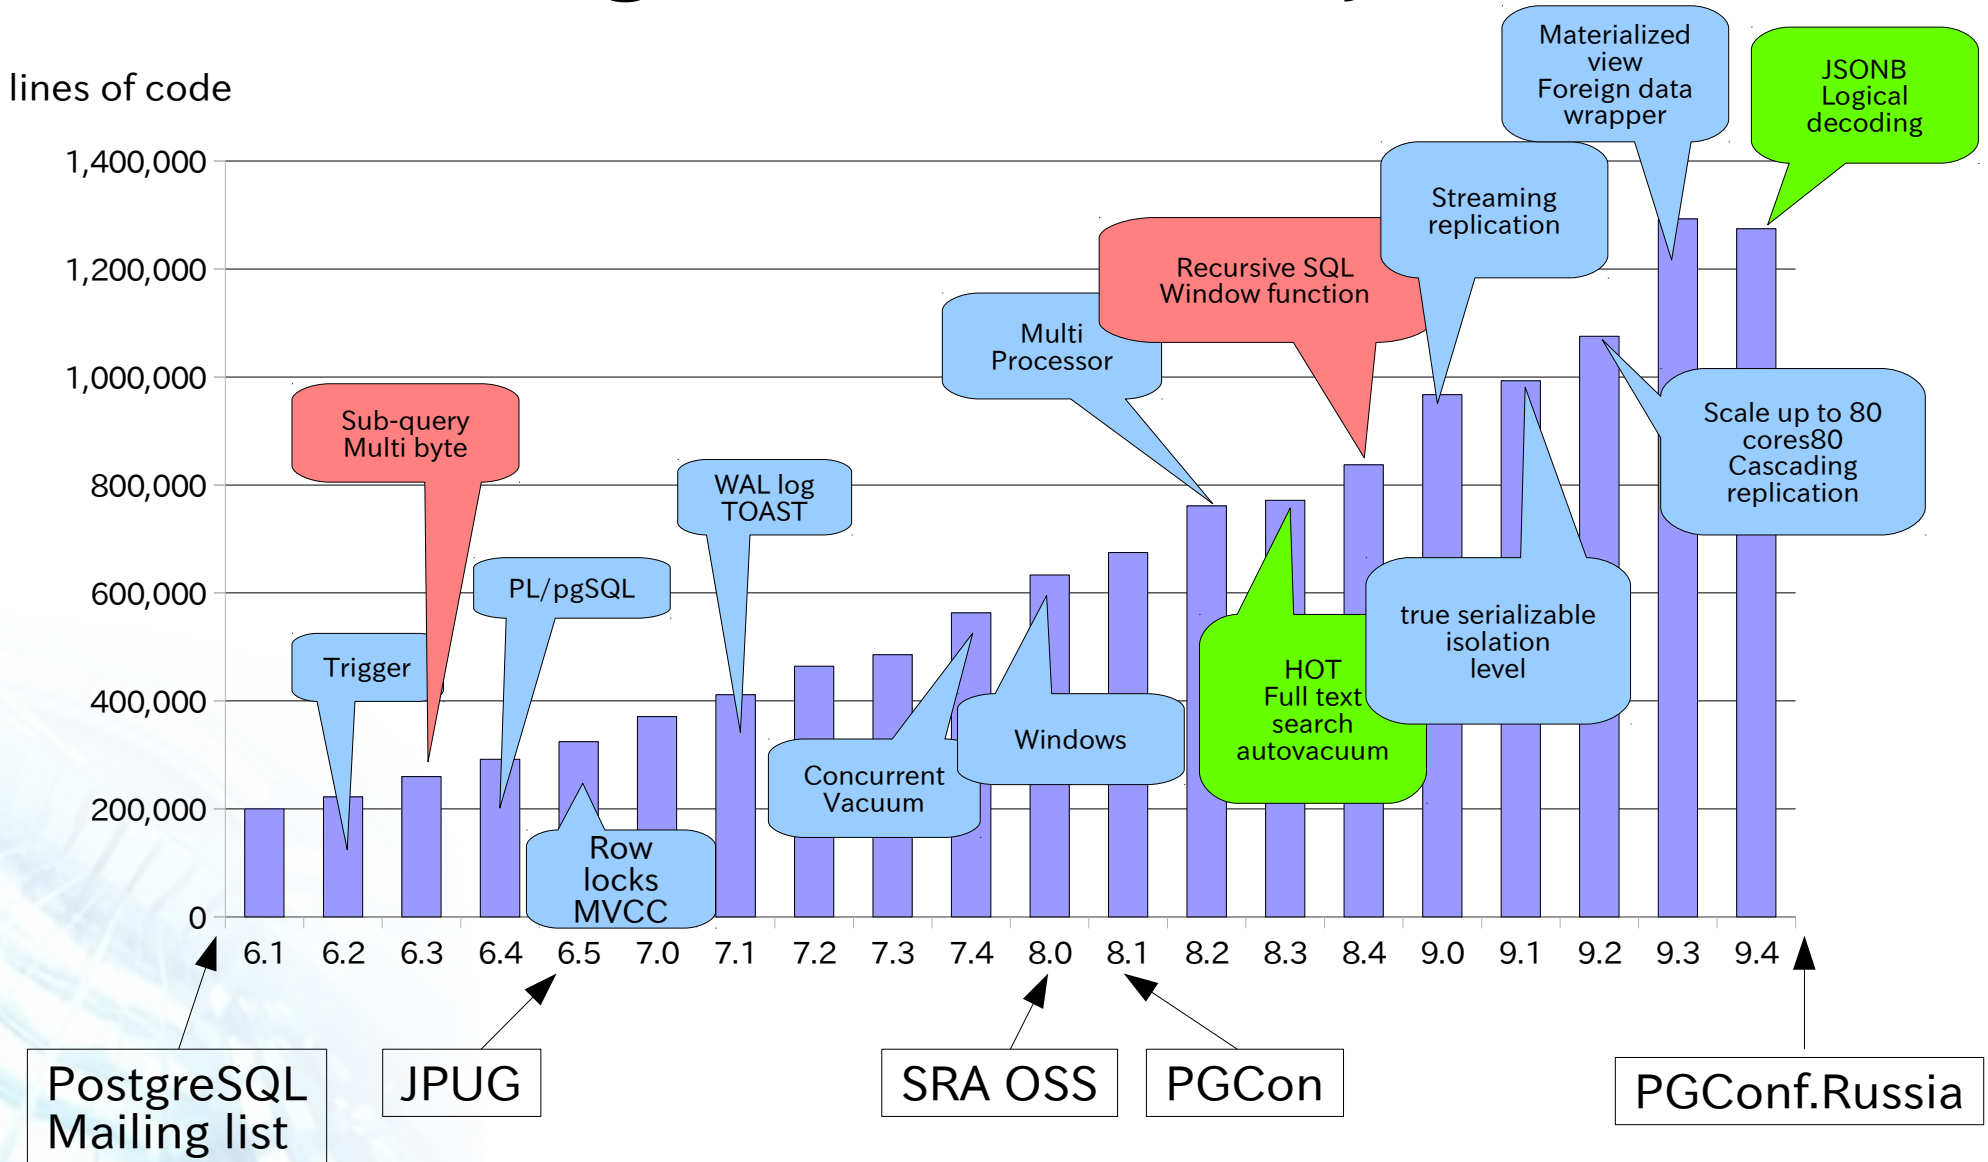 lines of code
Materialized
view
Foreign data
wrapper
JSONB
Logical
decoding
1,400,000
1,200,000
1,000,000
800,000
600,000
400,000
200,000
0
Streaming
replication
Recursive SQL
Window function
Multi
Processor
Sub-query
Multi byte
Scale up to 80
cores80
Cascading
replication
WAL log
TOAST
PL/pgSQL
true serializable
isolation
level
Trigger
HOT
Full text
search
autovacuum
Windows
Concurrent
Vacuum
Row
locks
MVCC
6.1 6.2 6.3 6.4 6.5 7.0 7.1 7.2 7.3 7.4 8.0 8.1 8.2 8.3 8.4 9.0 9.1 9.2 9.3 9.4
PostgreSQL
Mailing list
JPUG
SRA OSS
PGCon
PGConf.Russia